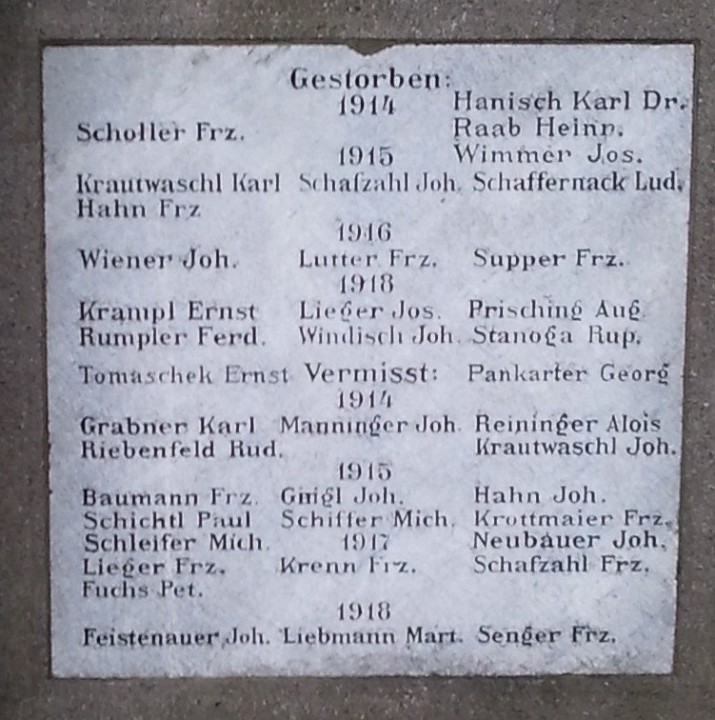 Gestorben:
1914 Hanisch Karl Dr.
Scholler Frz. Raab Heinr.
1915 Wimmer Jos.
Krautwaschl Karl Schafzahl Joh. Schaffernack Lud.
Hahn Frz
1916
Wiener Joh. Lutter Frz. Supper Frz.
1918
Krampl Ernst Lieger Jos. Prisching Aug.
Rumpler Ferd. Windisch Joh. Stanoga Rup.
Tomaschek Ernst Vermisst: Pankarter Georg
1914
Grabner Karl Manninger Joh. Reininger Alois
Riebenfeld Rud. Krautwaschl Joh.
1915
Baumann Frz. Gnigl Joh. Hahn Joh.
Schichtl Paul Schiffer Mich. Krottmaier Frz.
Schleifer Mich. 1917 Neubauer Joh.
Lieger Frz. Krenn Frz. Schafzahl Frz.
Fuchs Pet.
1918
Feistenauer Joh. Liebmann Mart. Senger Frz.